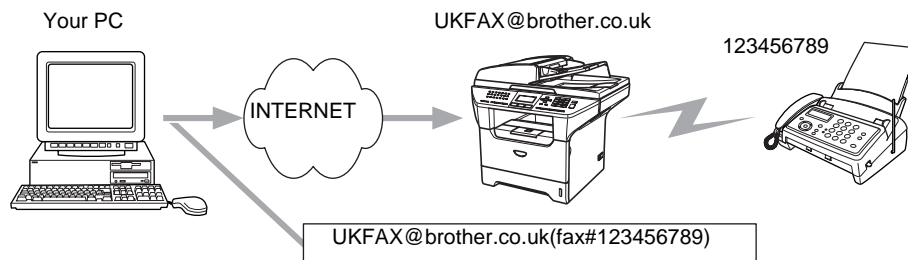 Your PC
UKFAX@brother.co.uk
123456789
INTERNET
UKFAX@brother.co.uk(fax#123456789)